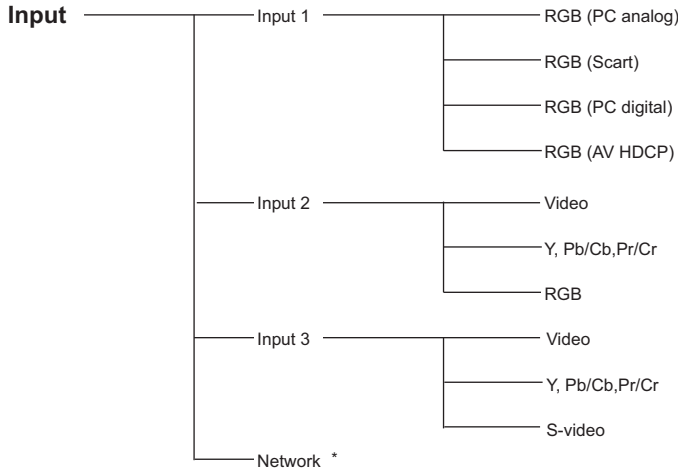 Input
Input 1
RGB (PC analog)
RGB (Scart)
RGB (PC digital)
RGB (AV HDCP)
Input 2
Video
Y, Pb/Cb,Pr/Cr
RGB
Input 3
Video
Y, Pb/Cb,Pr/Cr
S-video
Network *